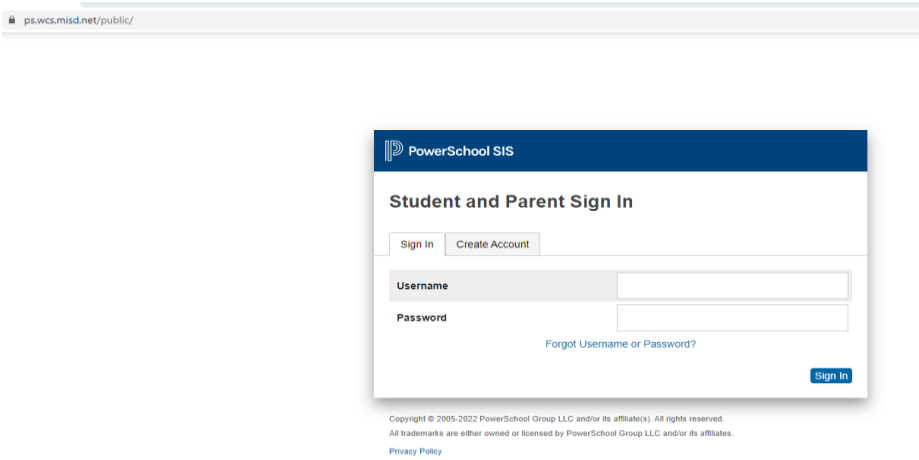 ps.wcs.misd.net/public/
PowerSchool SIS
Student and Parent Sign In
Sign In
Create Account
Username
Password
Forgot Username or Password?
Sign In
Copyright © 2005-2022 PowerSchool Group LLC and/or its affiliate(s). All rights reserved.
All trademarks are either owned or licensed by PowerSchool Group LLC and/or its affiliates.
Privacy Policy